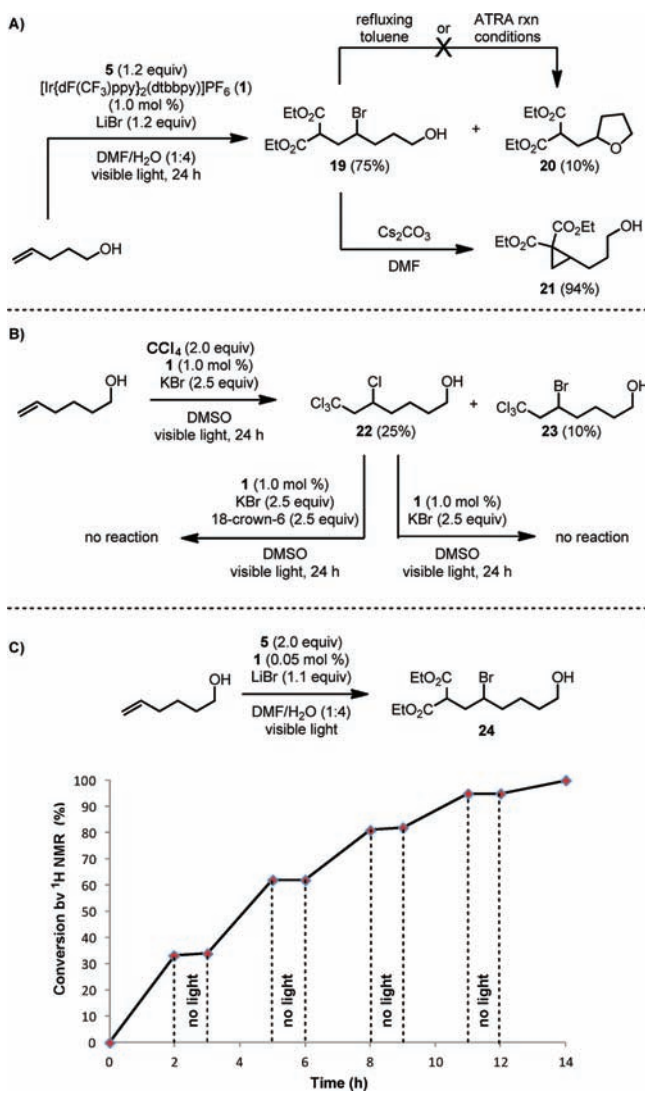 A)
refluxing
toluene
or
ATRA rxn
conditions
X
5 (1.2 equiv)
[Ir{dF(CF3)ppy}2(dtbbpy)]PF6 (1)
(1.0 mol %)
LiBr (1.2 equiv)
DMF/H2O (1:4)
visible light, 24 h
EtO2C
Br
OH
EtO2C
19 (75%)
+
EtO2C
EtO2C
O
20 (10%)
OH
Cs2CO3
DMF
CO2Et
EtO2C
OH
21 (94%)
B)
CCl4 (2.0 equiv)
1 (1.0 mol %)
KBr (2.5 equiv)
OH
DMSO
visible light, 24 h
Cl
OH
Cl3C
22 (25%)
+
Br
OH
Cl3C
23 (10%)
1 (1.0 mol %)
KBr (2.5 equiv)
18-crown-6 (2.5 equiv)
no reaction
DMSO
visible light, 24 h
1 (1.0 mol %)
KBr (2.5 equiv)
no reaction
DMSO
visible light, 24 h
C)
5 (2.0 equiv)
1 (0.05 mol %)
LiBr (1.1 equiv)
OH
DMF/H2O (1:4)
visible light
EtO2C
Br
OH
EtO2C
24
Conversion by 1H NMR (%)
100
90
80
70
60
50
40
30
20
10
0
no light
no light
no light
no light
0 2 4 6 8 10 12 14
Time (h)